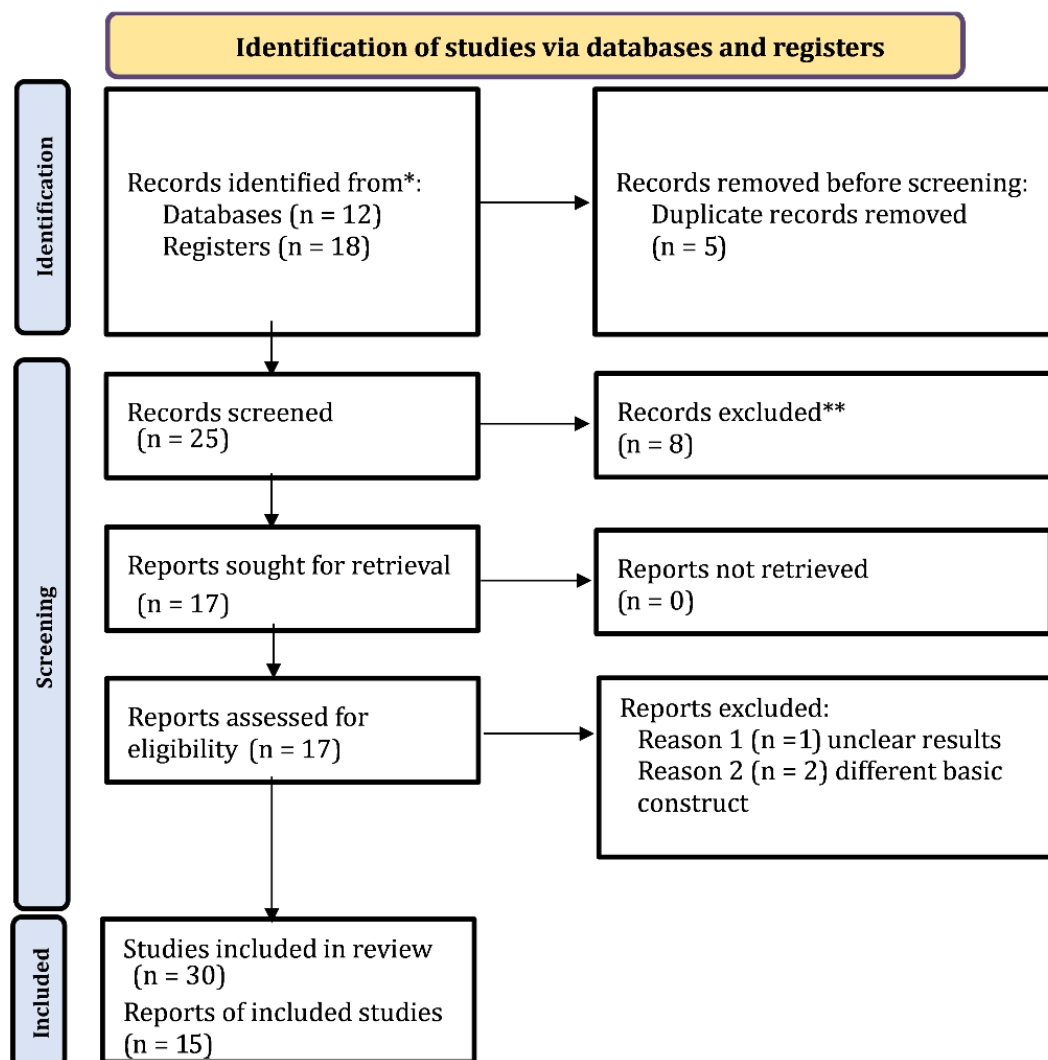 Identification of studies via databases and registers
Identification
Records identified from*:
Databases (n = 12)
Registers (n = 18)
Records removed before screening:
Duplicate records removed
(n = 5)
Screening
Records screened
(n = 25)
Records excluded**
(n = 8)
Reports sought for retrieval
(n = 17)
Reports not retrieved
(n = 0)
Reports assessed for
eligibility (n = 17)
Reports excluded:
Reason 1 (n =1) unclear results
Reason 2 (n = 2) different basic
construct
Included
Studies included in review
(n = 30)
Reports of included studies
(n = 15)